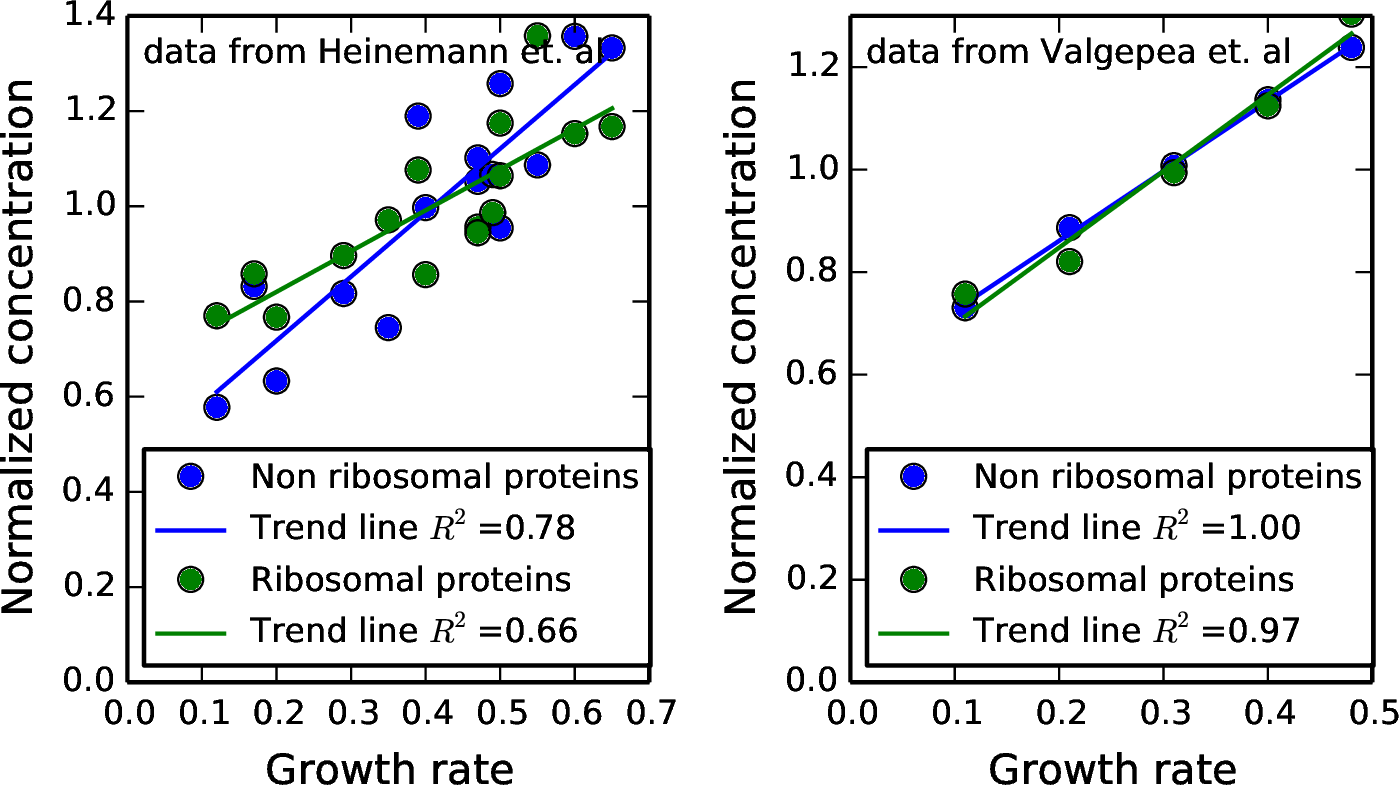 data from Heinemann et. al
Normalized concentration
1.4
1.2
1.0
0.8
0.6
0.4
0.2
0.0
Non ribosomal proteins
Trend line R² =0.78
Ribosomal proteins
Trend line R² =0.66
0.0 0.1 0.2 0.3 0.4 0.5 0.6 0.7
Growth rate
data from Valgepea et. al
Normalized concentration
1.2
1.0
0.8
0.6
0.4
0.2
0.0
Non ribosomal proteins
Trend line R² =1.00
Ribosomal proteins
Trend line R² =0.97
0.0 0.1 0.2 0.3 0.4 0.5
Growth rate